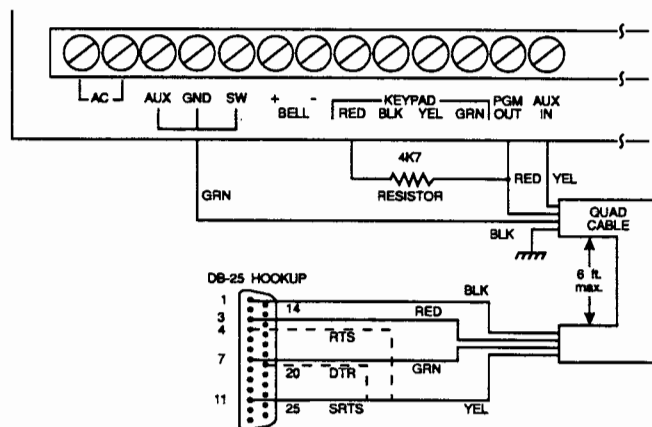 AC
AUX GND SW
+ BELL -
KEYPAD
RED BLK YEL GRN
PGM OUT
AUX IN
4K7
RESISTOR
GRN
RED
YEL
BLK
QUAD CABLE
6 ft. max.
DB-25 HOOKUP
1
14
BLK
3
RED
4
RTS
7
GRN
20 DTR
11
25 SRTS
YEL